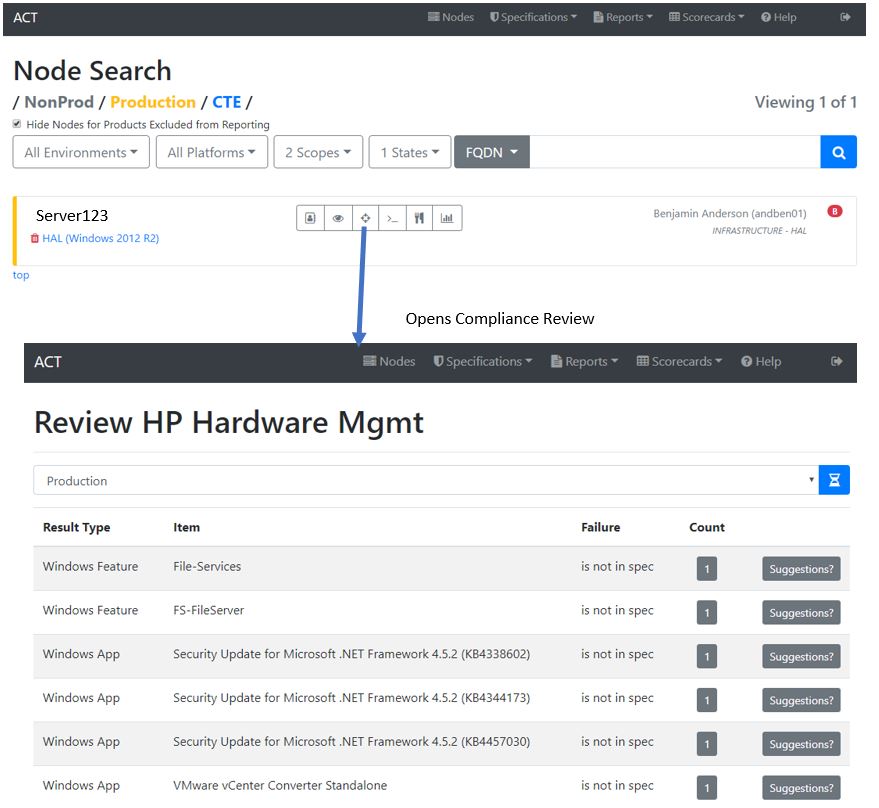 ACT Nodes Specifications Reports Scorecards Help
Node Search
/ NonProd / Production / CTE / Viewing 1 of 1
Hide Nodes for Products Excluded from Reporting
All Environments All Platforms 2 Scopes 1 States FQDN
Server123 Benjamin Anderson (andben01) B
HAL (Windows 2012 R2) INFRASTRUCTURE - HAL
top
Opens Compliance Review
ACT Nodes Specifications Reports Scorecards Help
Review HP Hardware Mgmt
Production
Result Type Item Failure Count
Windows Feature File-Services is not in spec 1 Suggestions?
Windows Feature FS-FileServer is not in spec 1 Suggestions?
Windows App Security Update for Microsoft .NET Framework 4.5.2 (KB4338602) is not in spec 1 Suggestions?
Windows App Security Update for Microsoft .NET Framework 4.5.2 (KB4344173) is not in spec 1 Suggestions?
Windows App Security Update for Microsoft .NET Framework 4.5.2 (KB4457030) is not in spec 1 Suggestions?
Windows App VMware vCenter Converter Standalone is not in spec 1 Suggestions?